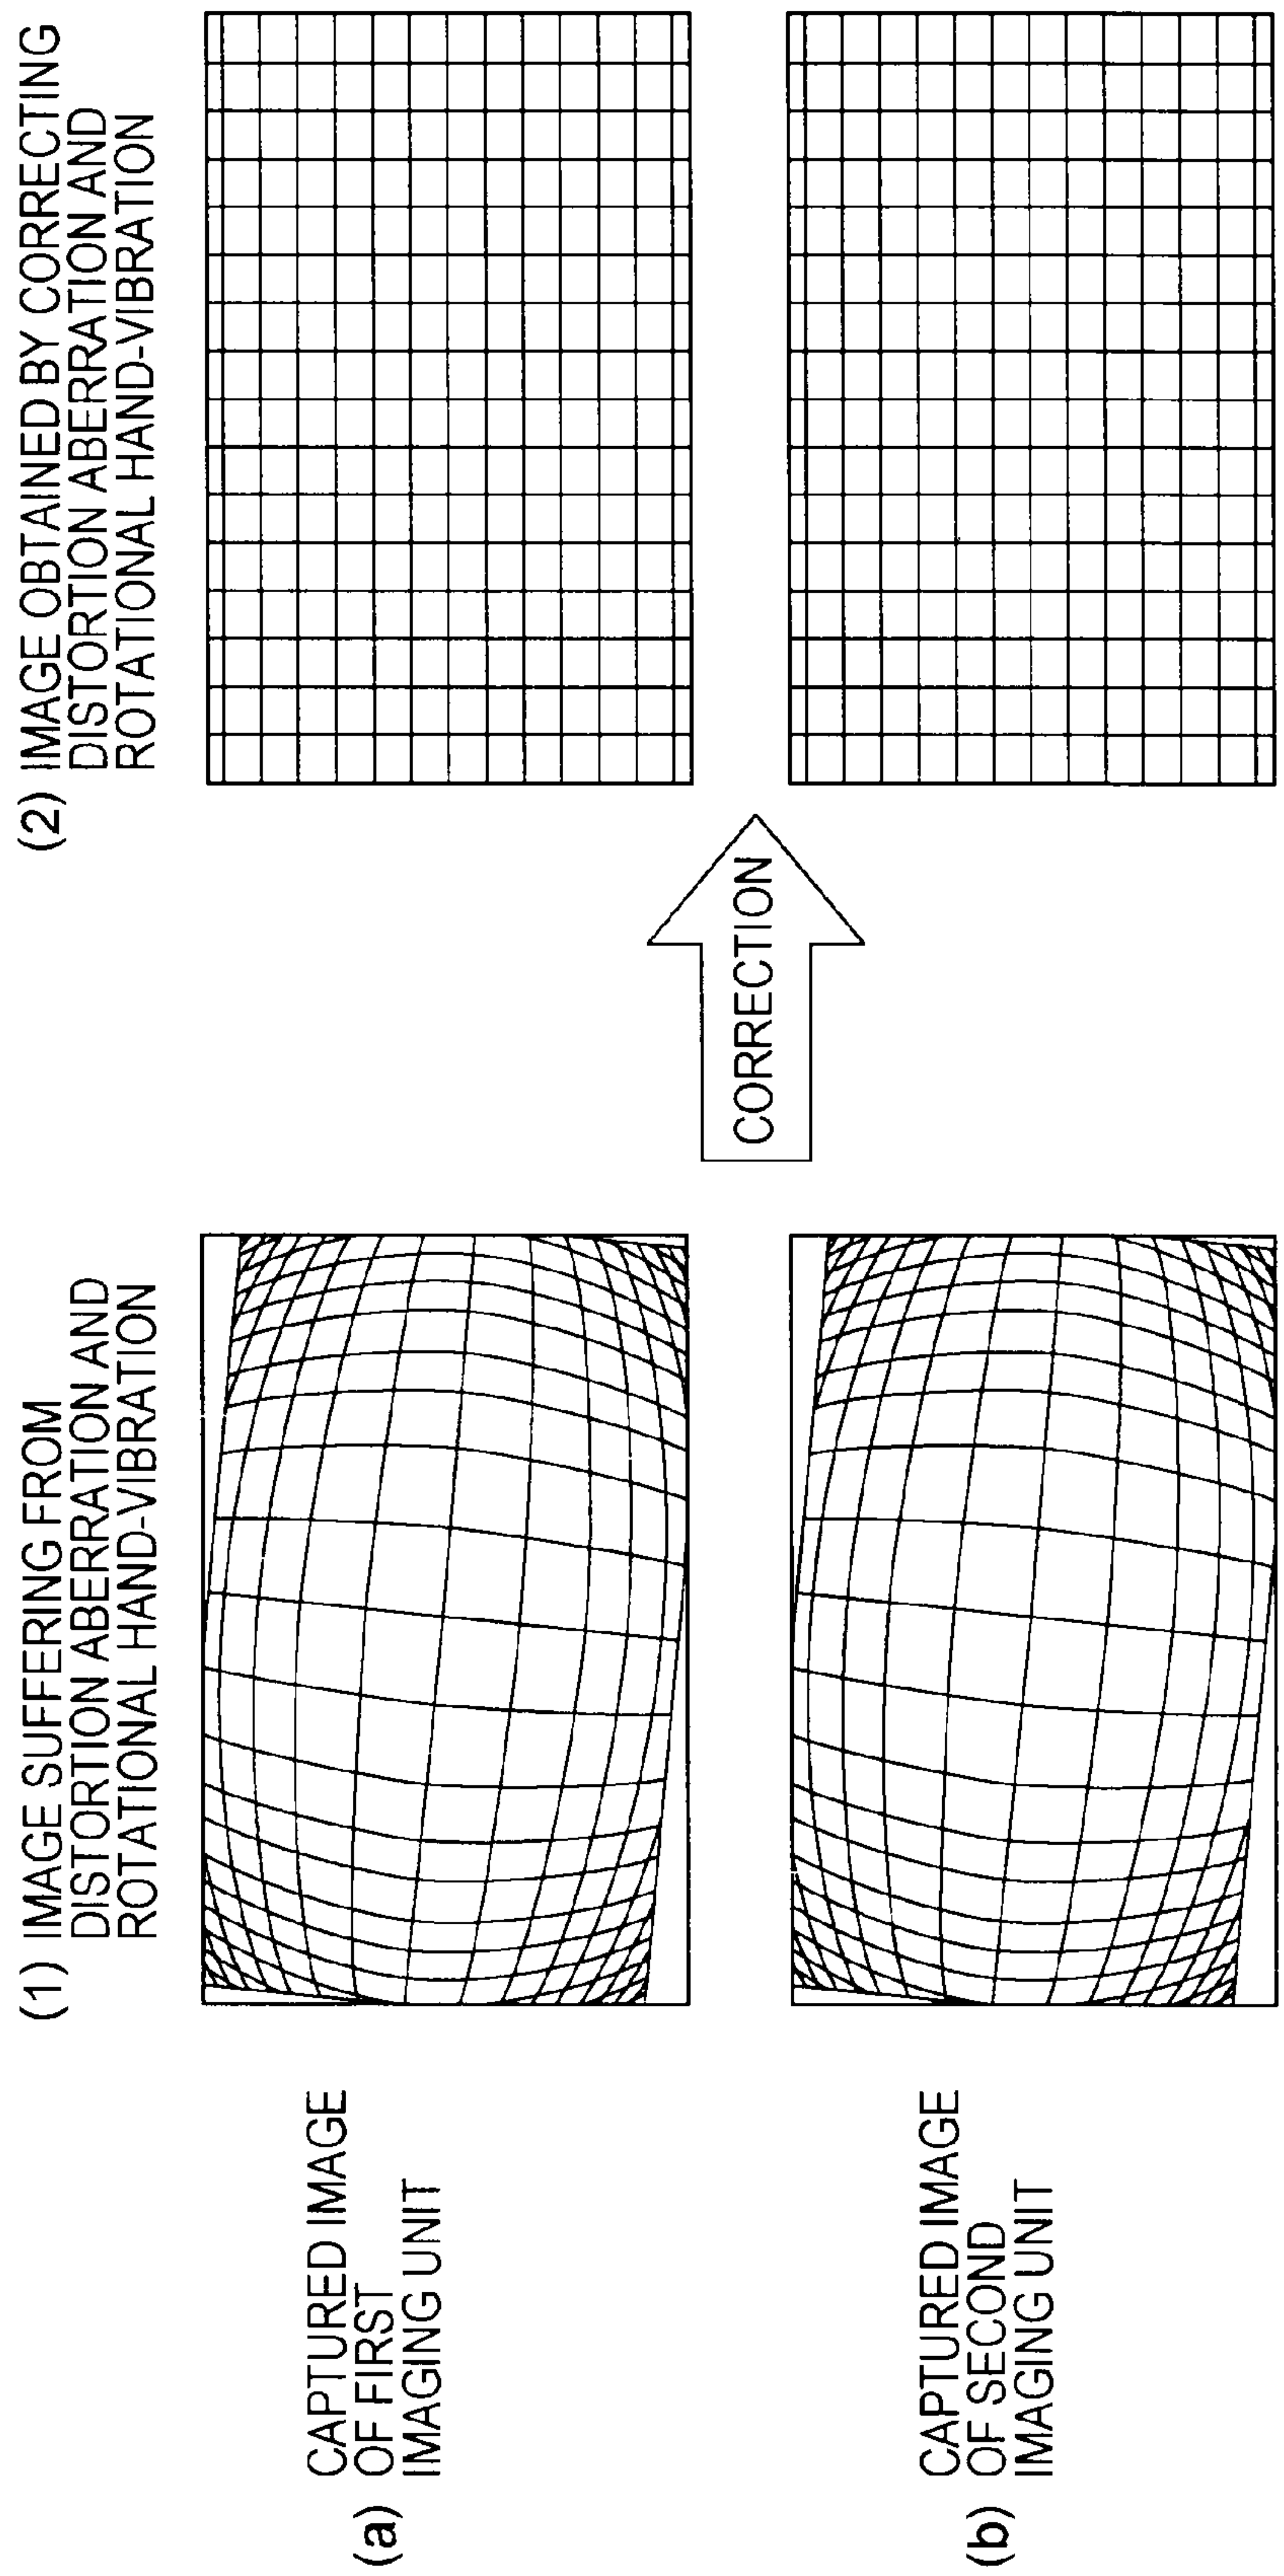 (1) IMAGE SUFFERING FROM
DISTORTION ABERRATION AND
ROTATIONAL HAND-VIBRATION
(2) IMAGE OBTAINED BY CORRECTING
DISTORTION ABERRATION AND
ROTATIONAL HAND-VIBRATION
(a) CAPTURED IMAGE
OF FIRST
IMAGING UNIT
CORRECTION
(b) CAPTURED IMAGE
OF SECOND
IMAGING UNIT